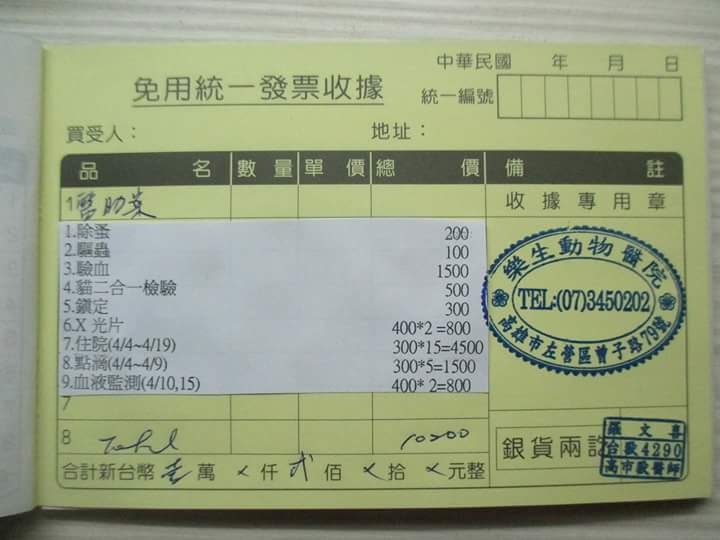 中華民國 年 月 日
免用統一發票收據
統一編號
買受人： 地址：
品 名 數量 單價 總 價 備 註
1 醫助業
收據專用章
1.除蚤 200
2.驅蟲 100
3.驗血 1500
4.貓二合一檢驗 500
5.鎮定 300
6.X 光片 400*2 =800
7.住院(4/4~4/19) 300*15=4500
8.點滴(4/4~4/9) 300*5=1500
9.血液監測(4/10,15) 400* 2=800
樂生動物醫院
TEL:(07)3450202
高雄市左營區曾子路79號
7
8 Total 10200
銀貨兩訖
羅文喜
台獸4290
高市獸醫師
合計新台幣 壹 萬 × 仟 貳 佰 × 拾 × 元整